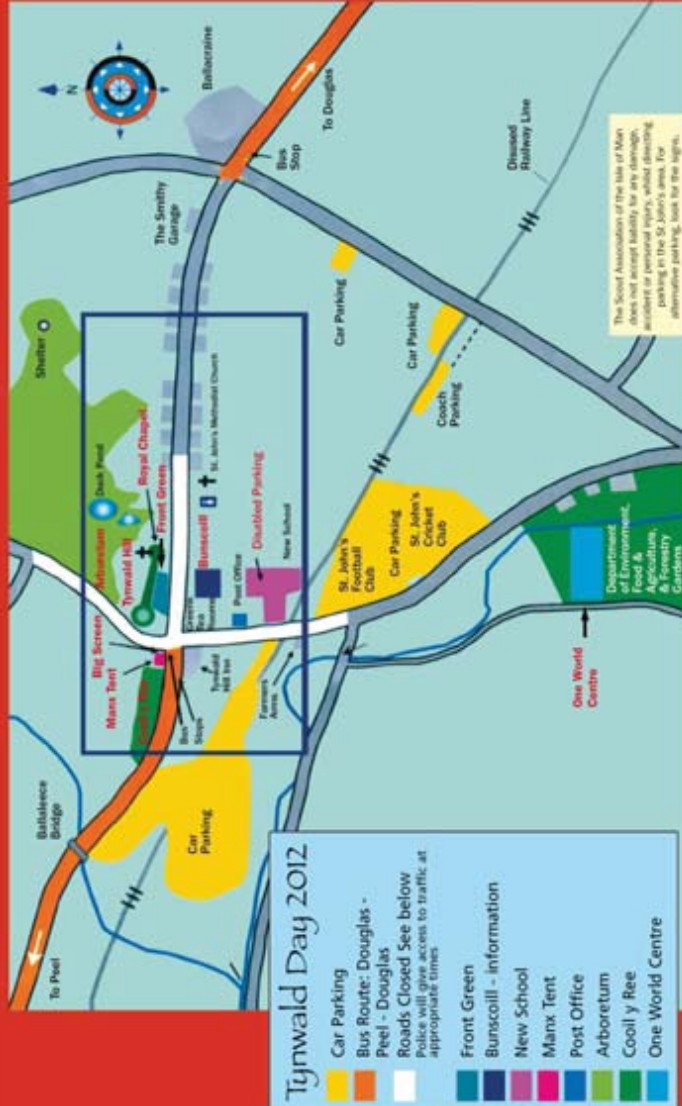 N
Ballacraine
To Douglas
Bus
Stop
The Smithy
Garage
Disused
Railway Line
Shelter
Car Parking
Car Parking
Coach
Parking
The Scout Association of the Isle of Man
does not accept liability for any damage,
accident or personal injury, whilst directing
parking in the St John's area. For
alternative parking, look for the signs.
Duck Pond
Royal Chapel
Front Green
Arboretum
Tynwald Hill
St. John's Methodist Church
Bunscoill
Disabled Parking
New School
Post Office
Greens
Tea
Rooms
Big Screen
Manx Tent
Cooil y Ree
Bus
Stops
Tynwald
Hill Inn
Farmers
Arms
St. John's
Football
Club
Car Parking
St. John's
Cricket
Club
Department
of Environment,
Food &
Agriculture,
& Forestry
Gardens
One World
Centre
Ballaleece
Bridge
Car
Parking
To Peel
Tynwald Day 2012
Car Parking
Bus Route: Douglas -
Peel - Douglas
Roads Closed See below
Police will give access to traffic at
appropriate times
Front Green
Bunscoill - information
New School
Manx Tent
Post Office
Arboretum
Cooil y Ree
One World Centre